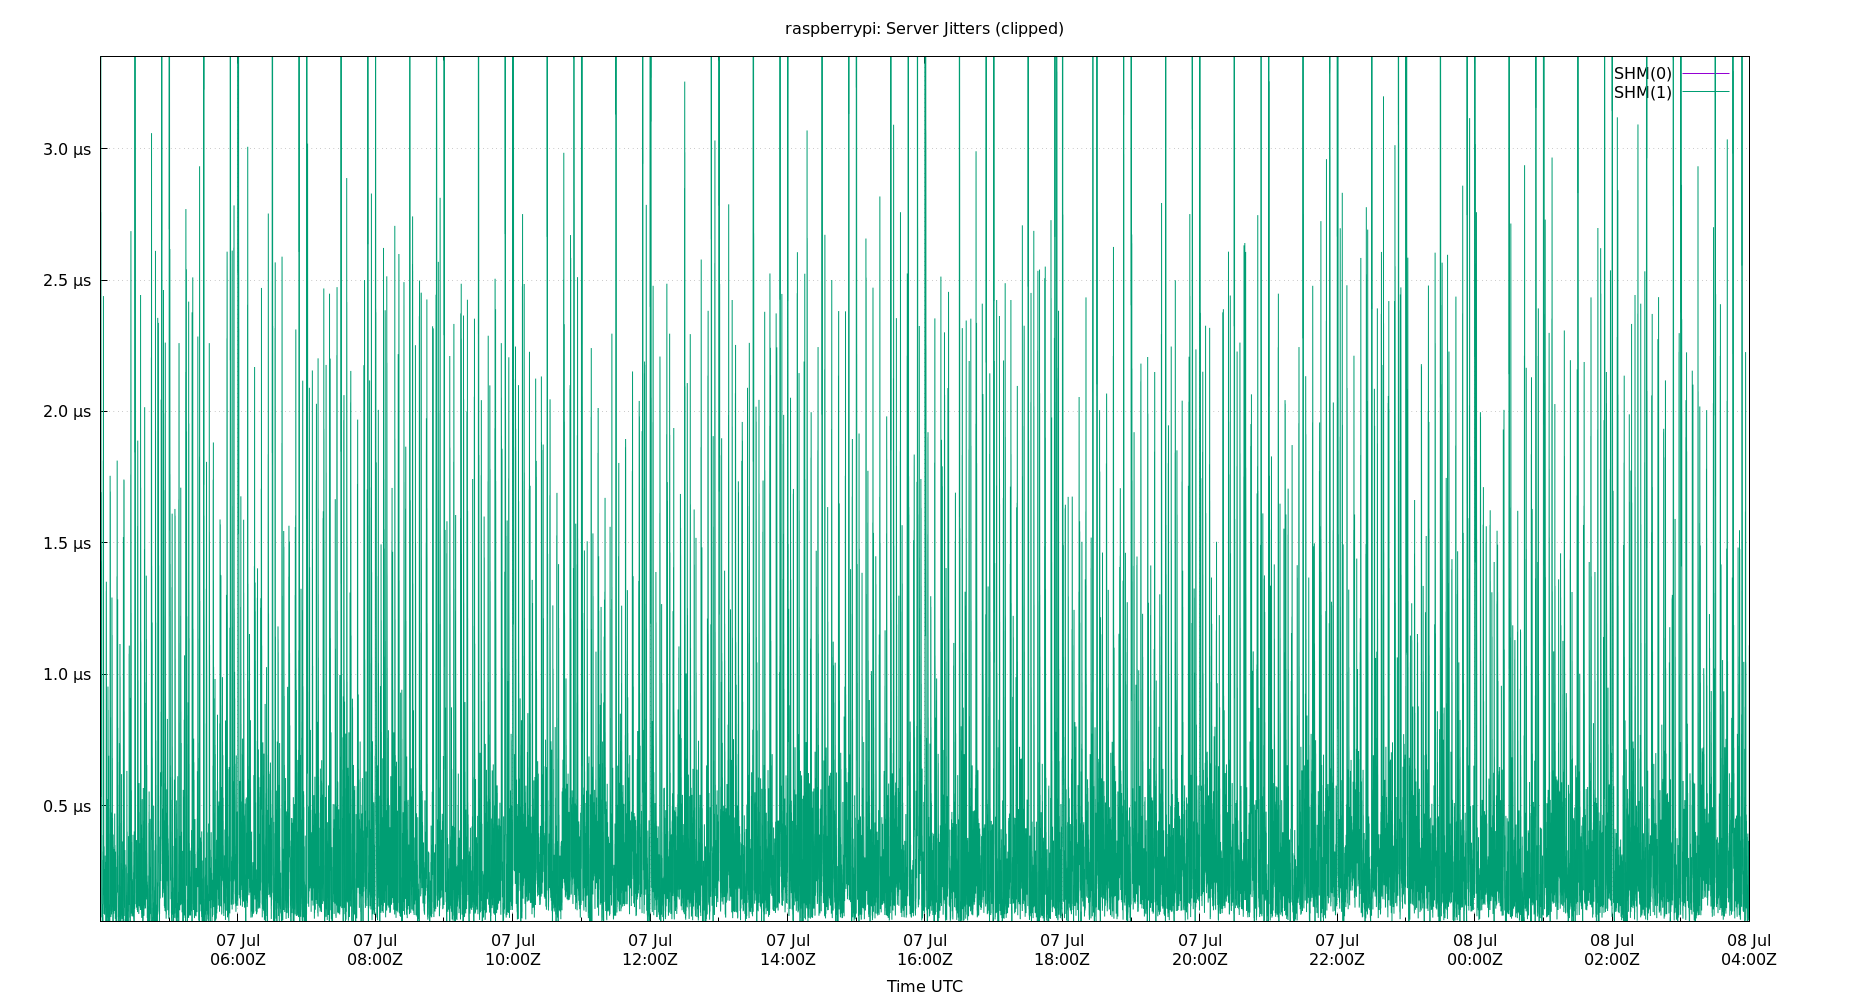 raspberrypi: Server Jitters (clipped)
SHM(0)
SHM(1)
3.0 µs
2.5 µs
2.0 µs
1.5 µs
1.0 µs
0.5 µs
07 Jul 07 Jul 07 Jul 07 Jul 07 Jul 07 Jul 07 Jul 07 Jul 07 Jul 08 Jul 08 Jul 08 Jul
06:00Z 08:00Z 10:00Z 12:00Z 14:00Z 16:00Z 18:00Z 20:00Z 22:00Z 00:00Z 02:00Z 04:00Z
Time UTC